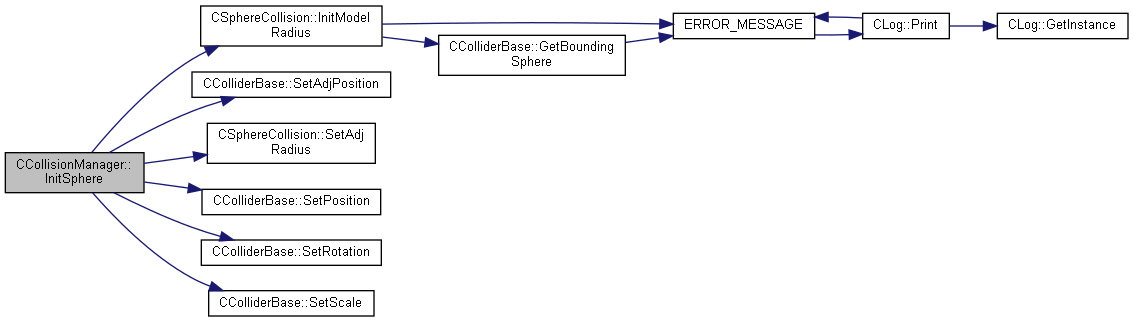 CCollisionManager::
InitSphere
CSphereCollision::InitModel
Radius
CColliderBase::GetBounding
Sphere
ERROR_MESSAGE
CLog::Print
CLog::GetInstance
CColliderBase::SetAdjPosition
CSphereCollision::SetAdj
Radius
CColliderBase::SetPosition
CColliderBase::SetRotation
CColliderBase::SetScale